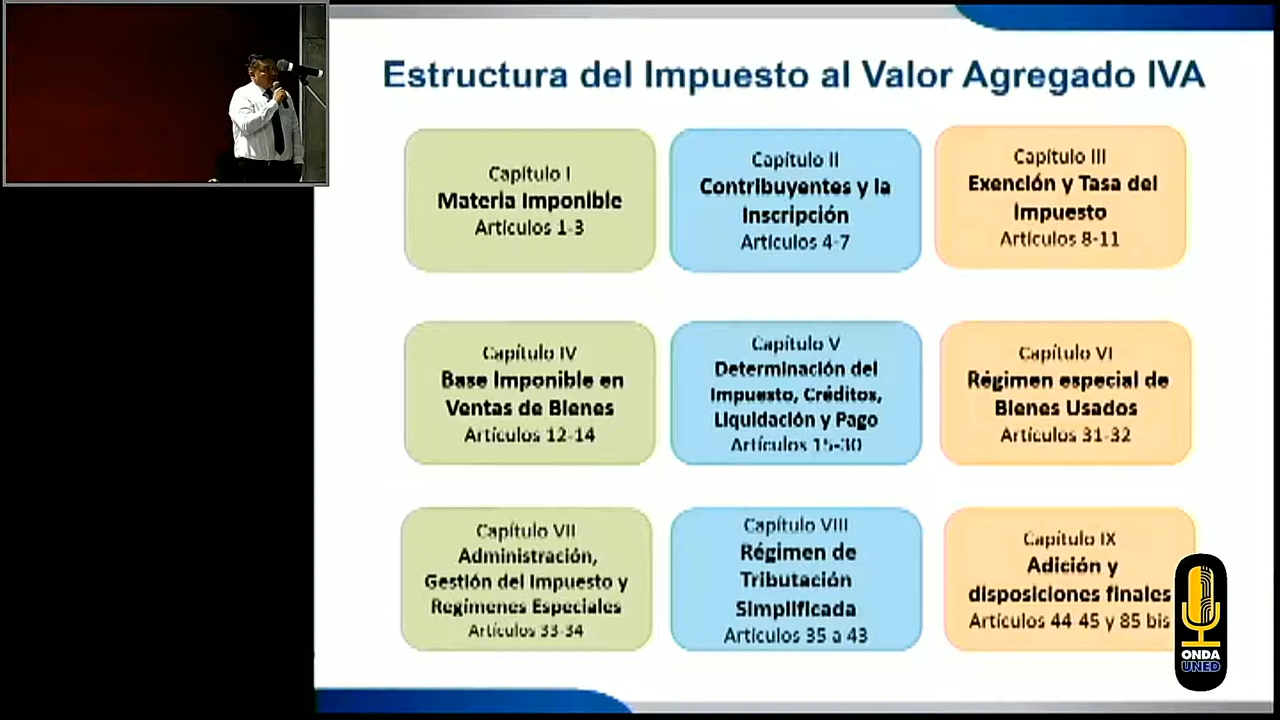 Estructura del Impuesto al Valor Agregado IVA
Capítulo I
Materia Imponible
Artículos 1-3
Capítulo II
Contribuyentes y la
Inscripción
Artículos 4-7
Capítulo III
Exención y Tasa del
Impuesto
Artículos 8-11
Capítulo IV
Base Imponible en
Ventas de Bienes
Artículos 12-14
Capítulo V
Determinación del
Impuesto, Créditos,
Liquidación y Pago
Artículos 15-30
Capítulo VI
Régimen especial de
Bienes Usados
Artículos 31-32
Capítulo VII
Administración,
Gestión del Impuesto y
Regímenes Especiales
Artículos 33-34
Capítulo VIII
Régimen de
Tributación
Simplificada
Artículos 35 a 43
Capítulo IX
Adición y
disposiciones finales
Artículos 44-45 y 85 bis
ONDA
UNED